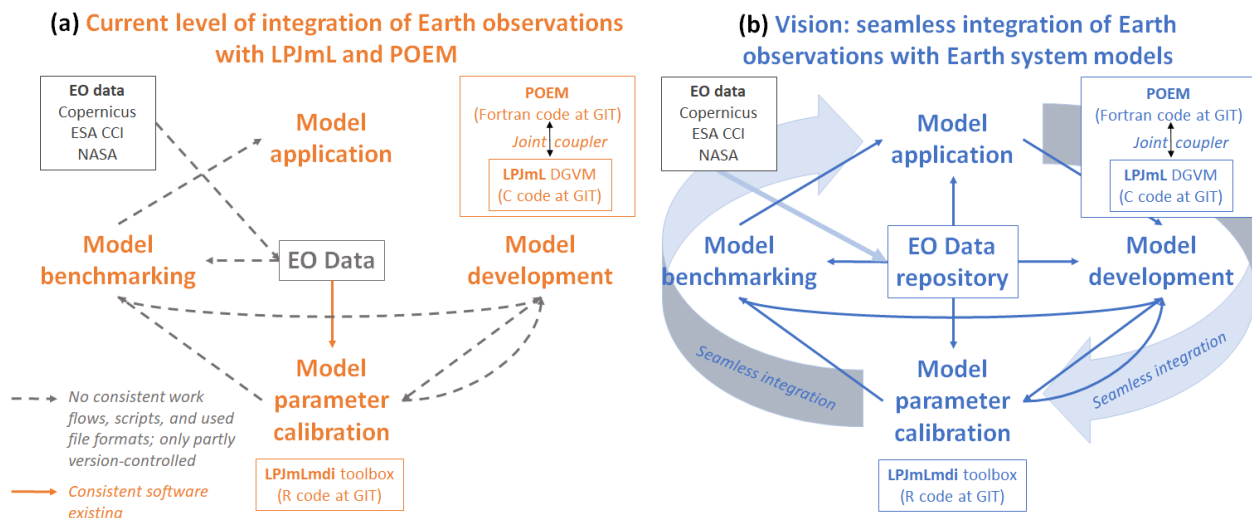 (a) Current level of integration of Earth observations
with LPJmL and POEM
EO data
Copernicus
ESA CCI
NASA
Model
application
POEM
(Fortran code at GIT)
Joint coupler
LPJmL DGVM
(C code at GIT)
Model
benchmarking
EO Data
Model
development
Model
parameter
calibration
No consistent work
flows, scripts, and used
file formats; only partly
version-controlled
Consistent software
existing
LPJmLmdi toolbox
(R code at GIT)
(b) Vision: seamless integration of Earth
observations with Earth system models
EO data
Copernicus
ESA CCI
NASA
Model
application
POEM
(Fortran code at GIT)
Joint coupler
LPJmL DGVM
(C code at GIT)
Model
benchmarking
EO Data
repository
Model
development
Seamless integration
Model
parameter
calibration
Seamless integration
LPJmLmdi toolbox
(R code at GIT)